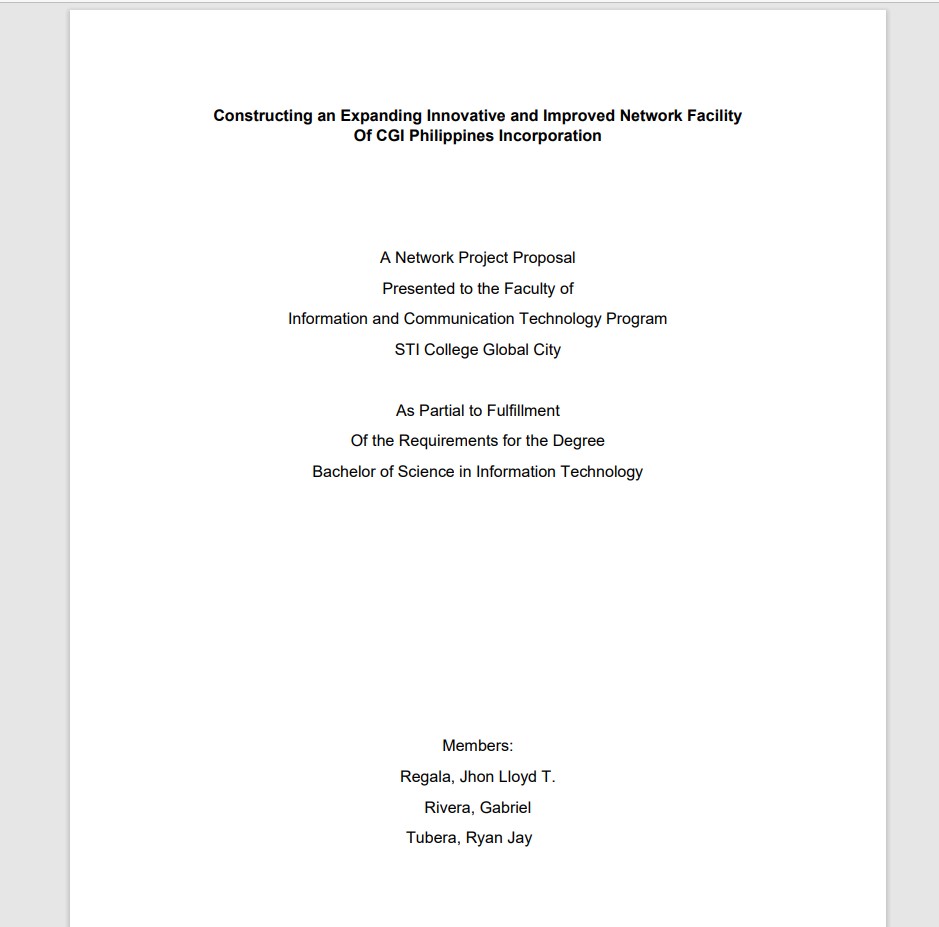 Constructing an Expanding Innovative and Improved Network Facility
Of CGI Philippines Incorporation
A Network Project Proposal
Presented to the Faculty of
Information and Communication Technology Program
STI College Global City
As Partial to Fulfillment
Of the Requirements for the Degree
Bachelor of Science in Information Technology
Members:
Regala, Jhon Lloyd T.
Rivera, Gabriel
Tubera, Ryan Jay